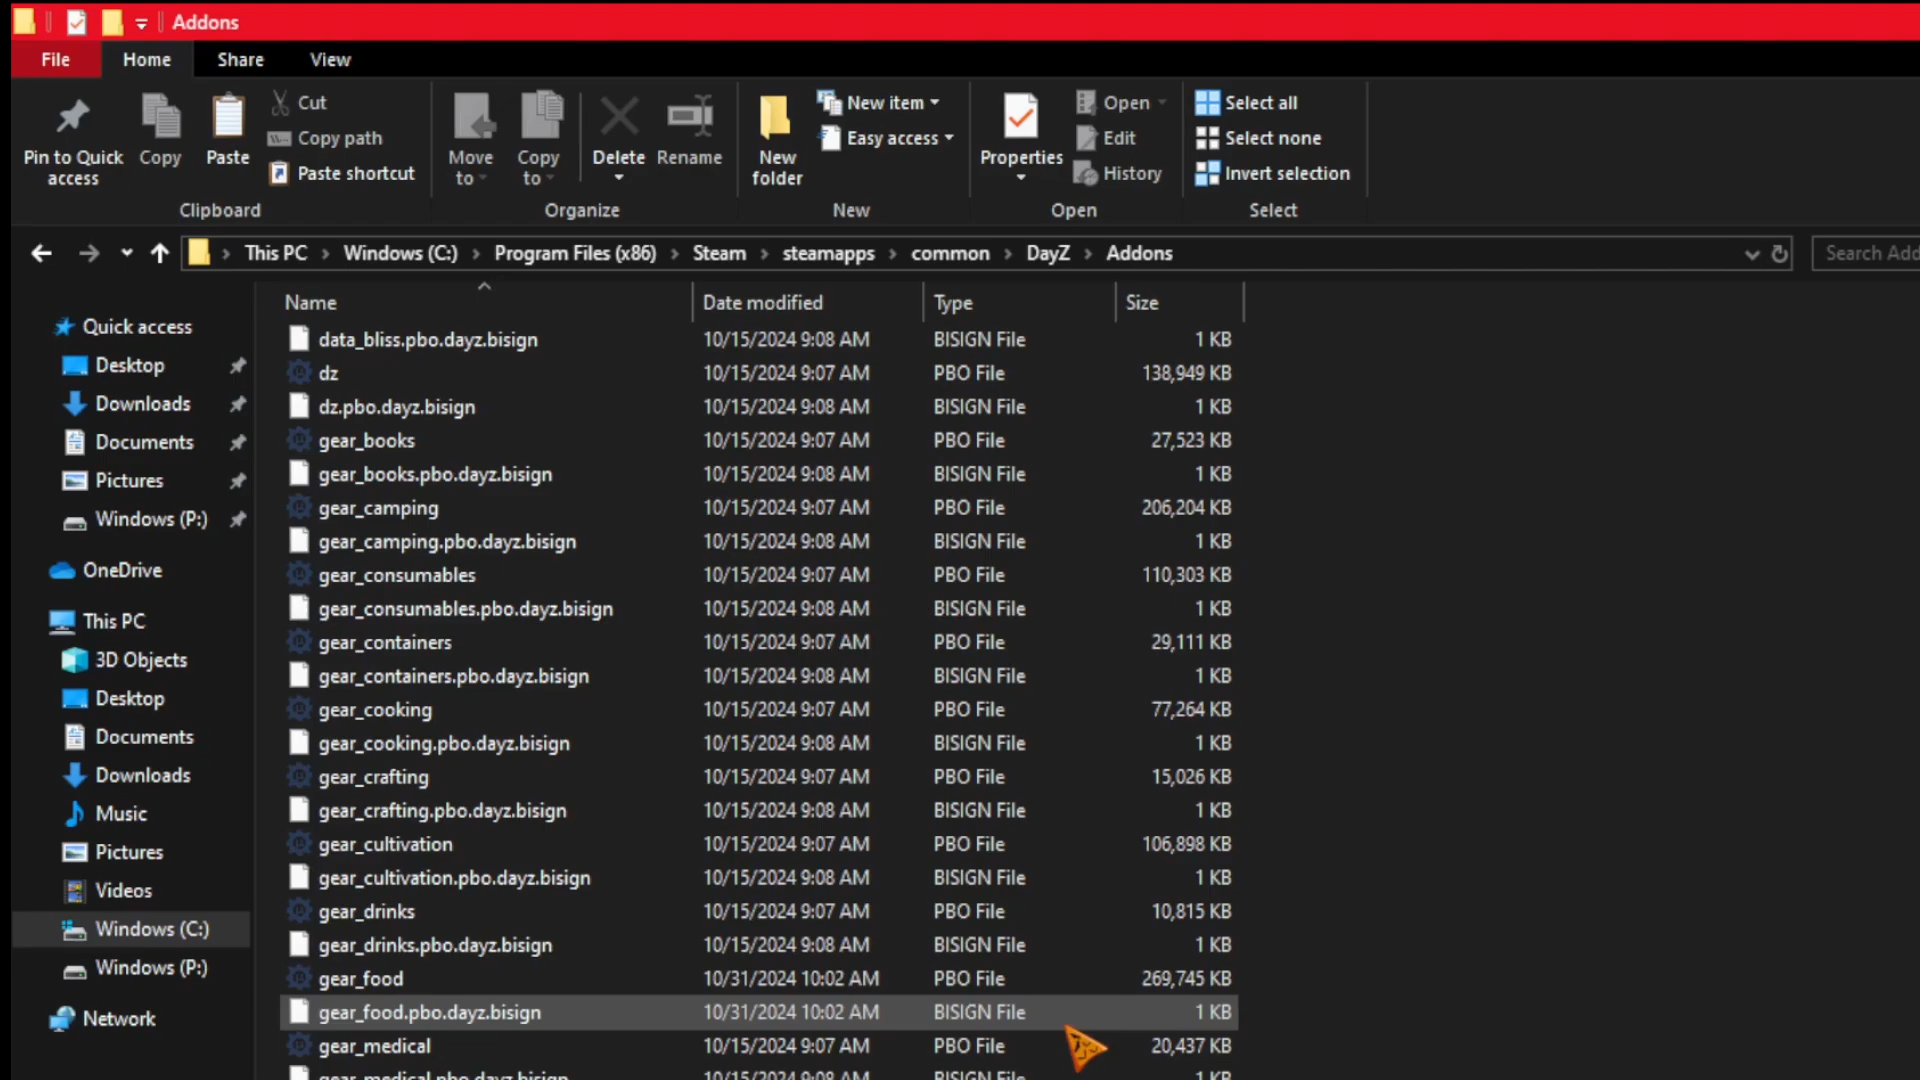 Addons
File Home Share View
Pin to Quick access
Copy
Paste
Cut
Copy path
Paste shortcut
Clipboard
Move to
Copy to
Delete
Rename
Organize
New folder
New item
Easy access
New
Properties
Open
Edit
History
Open
Select all
Select none
Invert selection
Select
This PC > Windows (C:) > Program Files (x86) > Steam > steamapps > common > DayZ > Addons
Search Add
Quick access
Desktop
Downloads
Documents
Pictures
Windows (P:)
OneDrive
This PC
3D Objects
Desktop
Documents
Downloads
Music
Pictures
Videos
Windows (C:)
Windows (P:)
Network
Name Date modified Type Size
data_bliss.pbo.dayz.bisign 10/15/2024 9:08 AM BISIGN File 1 KB
dz 10/15/2024 9:07 AM PBO File 138,949 KB
dz.pbo.dayz.bisign 10/15/2024 9:08 AM BISIGN File 1 KB
gear_books 10/15/2024 9:07 AM PBO File 27,523 KB
gear_books.pbo.dayz.bisign 10/15/2024 9:08 AM BISIGN File 1 KB
gear_camping 10/15/2024 9:07 AM PBO File 206,204 KB
gear_camping.pbo.dayz.bisign 10/15/2024 9:08 AM BISIGN File 1 KB
gear_consumables 10/15/2024 9:07 AM PBO File 110,303 KB
gear_consumables.pbo.dayz.bisign 10/15/2024 9:08 AM BISIGN File 1 KB
gear_containers 10/15/2024 9:07 AM PBO File 29,111 KB
gear_containers.pbo.dayz.bisign 10/15/2024 9:08 AM BISIGN File 1 KB
gear_cooking 10/15/2024 9:07 AM PBO File 77,264 KB
gear_cooking.pbo.dayz.bisign 10/15/2024 9:08 AM BISIGN File 1 KB
gear_crafting 10/15/2024 9:07 AM PBO File 15,026 KB
gear_crafting.pbo.dayz.bisign 10/15/2024 9:08 AM BISIGN File 1 KB
gear_cultivation 10/15/2024 9:07 AM PBO File 106,898 KB
gear_cultivation.pbo.dayz.bisign 10/15/2024 9:08 AM BISIGN File 1 KB
gear_drinks 10/15/2024 9:07 AM PBO File 10,815 KB
gear_drinks.pbo.dayz.bisign 10/15/2024 9:08 AM BISIGN File 1 KB
gear_food 10/31/2024 10:02 AM PBO File 269,745 KB
gear_food.pbo.dayz.bisign 10/31/2024 10:02 AM BISIGN File 1 KB
gear_medical 10/15/2024 9:07 AM PBO File 20,437 KB
gear_medical.pbo.dayz.bisign 10/15/2024 9:08 AM BISIGN File 1 KB